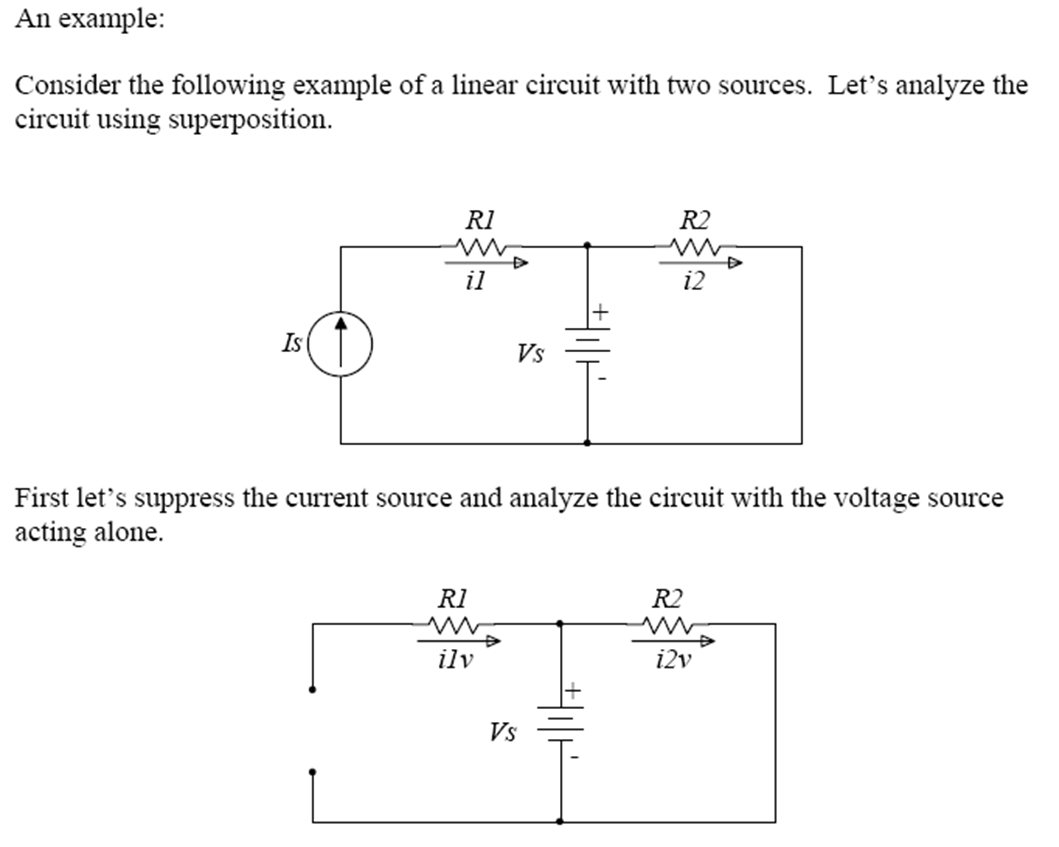 An example:
Consider the following example of a linear circuit with two sources.  Let’s analyze the
circuit using superposition.
R1
R2
i1
i2
+
Is
Vs
-
First let’s suppress the current source and analyze the circuit with the voltage source
acting alone.
R1
R2
i1v
i2v
+
Vs
-